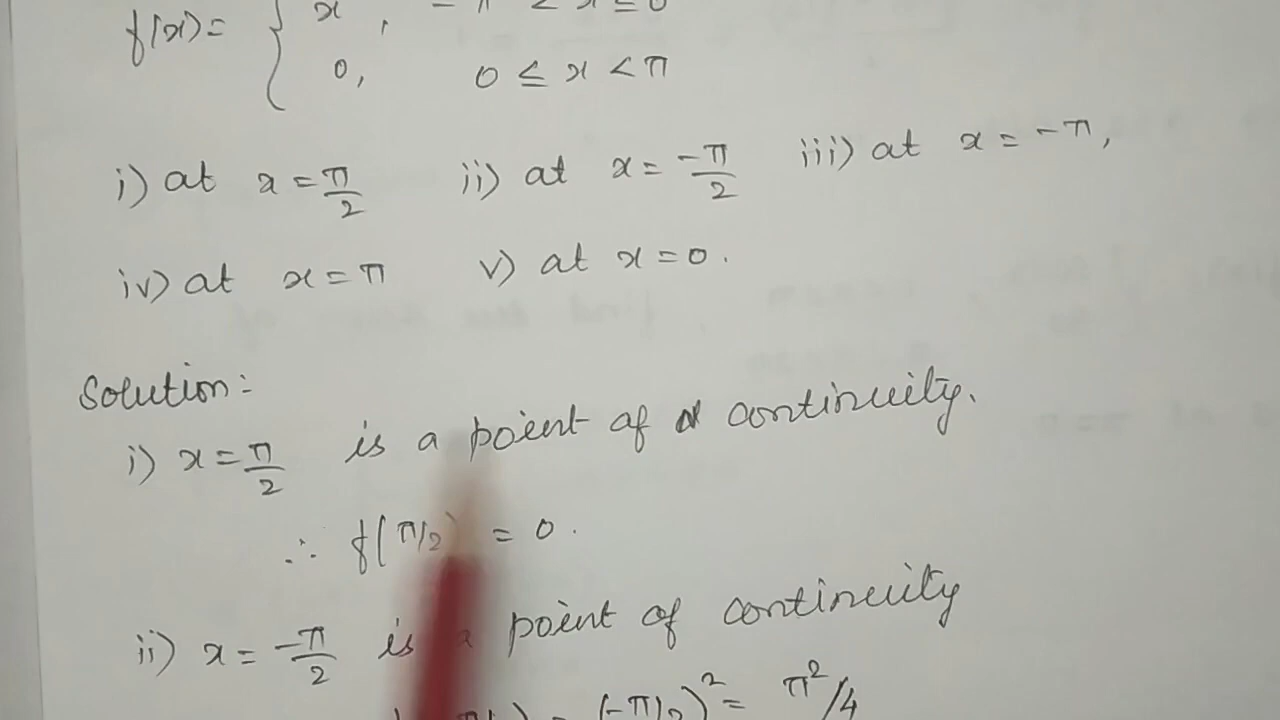 f(x) = { x , - π < x ≤ 0
0, 0 ≤ x < π
i) at x = π/2 ii) at x = -π/2 iii) at x = -π,
iv) at x = π v) at x = 0.
Solution:
i) x = π/2 is a point of continuity.
∴ f(π/2) = 0.
ii) x = -π/2 is a point of continuity
(-π/2)² = π²/4